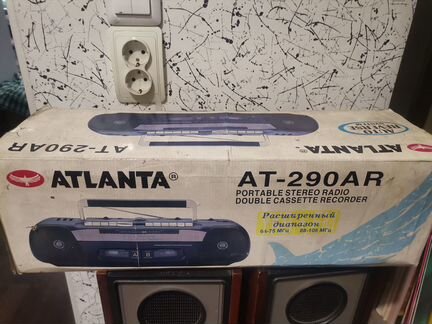 AT-290AR
ATLANTA
ATLANTA®
AT-290AR
PORTABLE STEREO RADIO
DOUBLE CASSETTE RECORDER
Расширенный
диапазон
64-75 МГц 88-108 МГц
A B